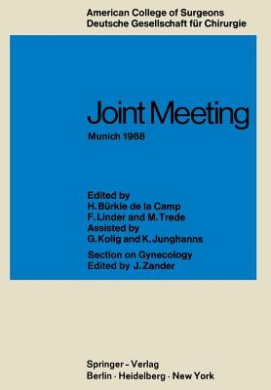 American College of Surgeons
Deutsche Gesellschaft für Chirurgie
Joint Meeting
Munich 1968
Edited by
H. Bürkle de la Camp
F. Linder and M. Trede
Assisted by
G. Kolig and K. Junghanns
Section on Gynecology
Edited by J. Zander
Springer-Verlag
Berlin · Heidelberg · New York